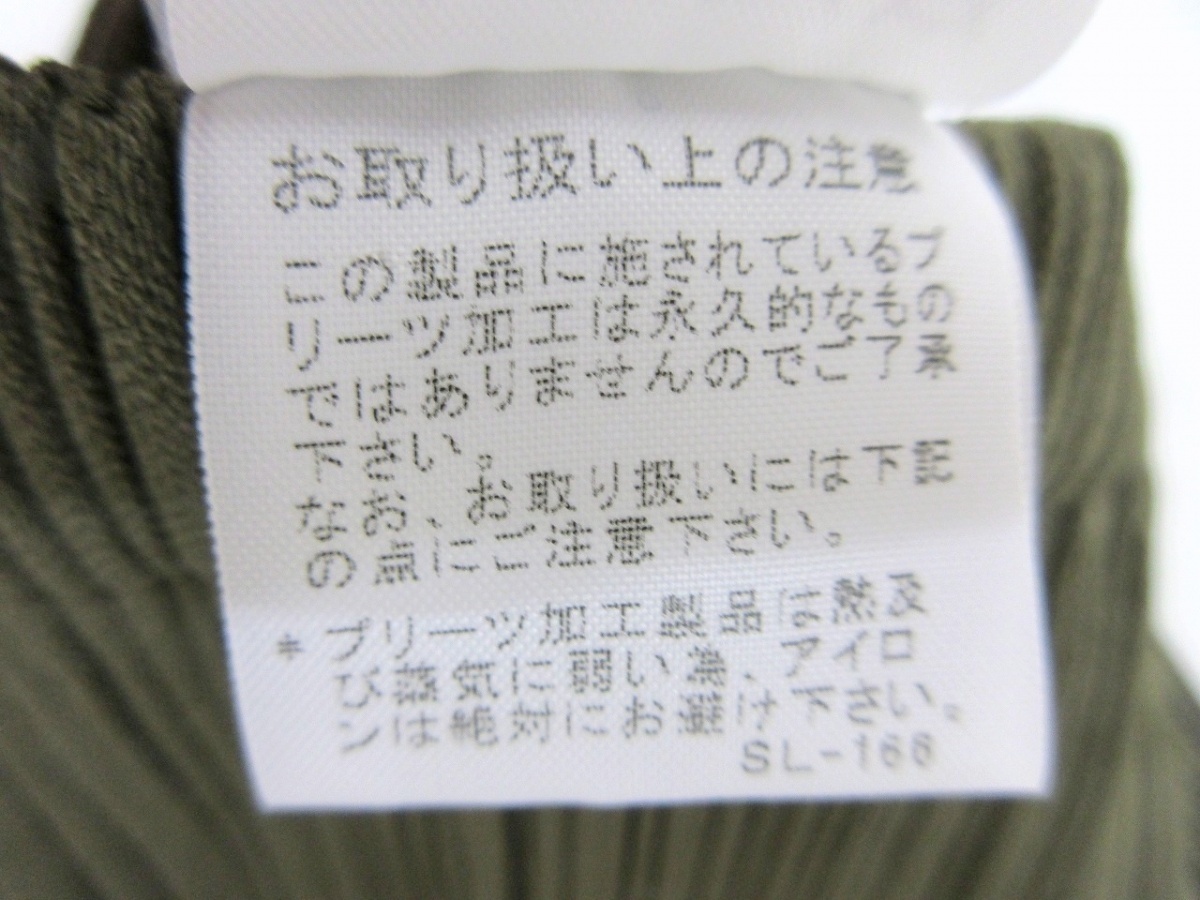 お取り扱い上の注意
この製品に施されているプ
リーツ加工は永久的なもの
ではありませんのでご了承
下さい。
なお、お取り扱いには下記
の点にご注意下さい。
* プリーツ加工製品は熱及
び蒸気に弱い為、アイロ
ンは絶対にお避け下さい。
SL-166